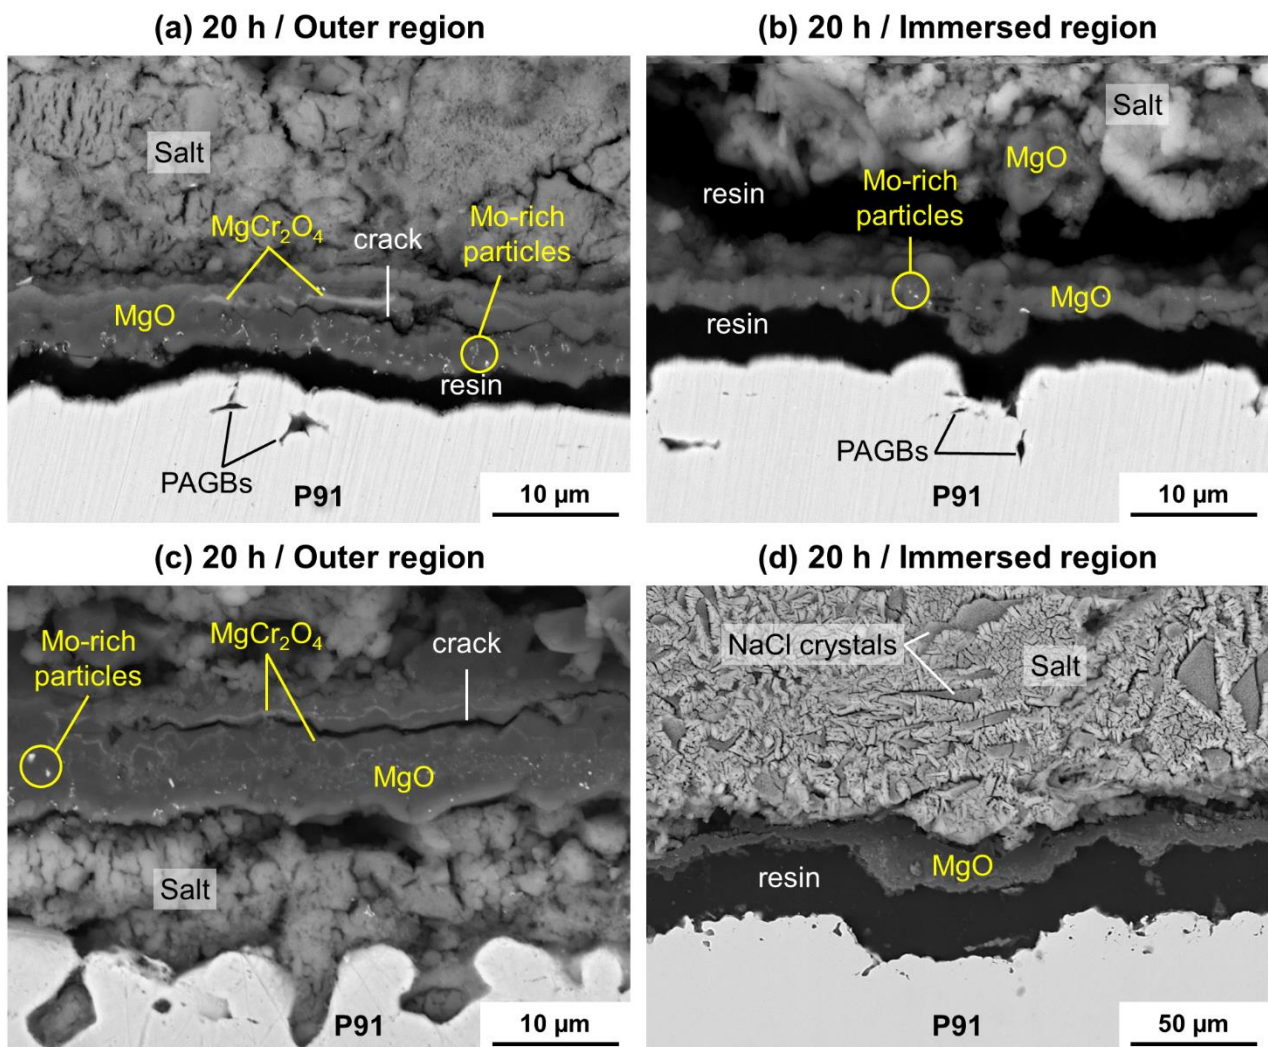 (a) 20 h / Outer region
Salt
MgCr₂O₄
crack
Mo-rich
particles
MgO
resin
PAGBs
P91
10 µm
(b) 20 h / Immersed region
Salt
MgO
resin
Mo-rich
particles
MgO
resin
PAGBs
P91
10 µm
(c) 20 h / Outer region
Mo-rich
particles
MgCr₂O₄
crack
MgO
Salt
P91
10 µm
(d) 20 h / Immersed region
NaCl crystals
Salt
MgO
resin
P91
50 µm